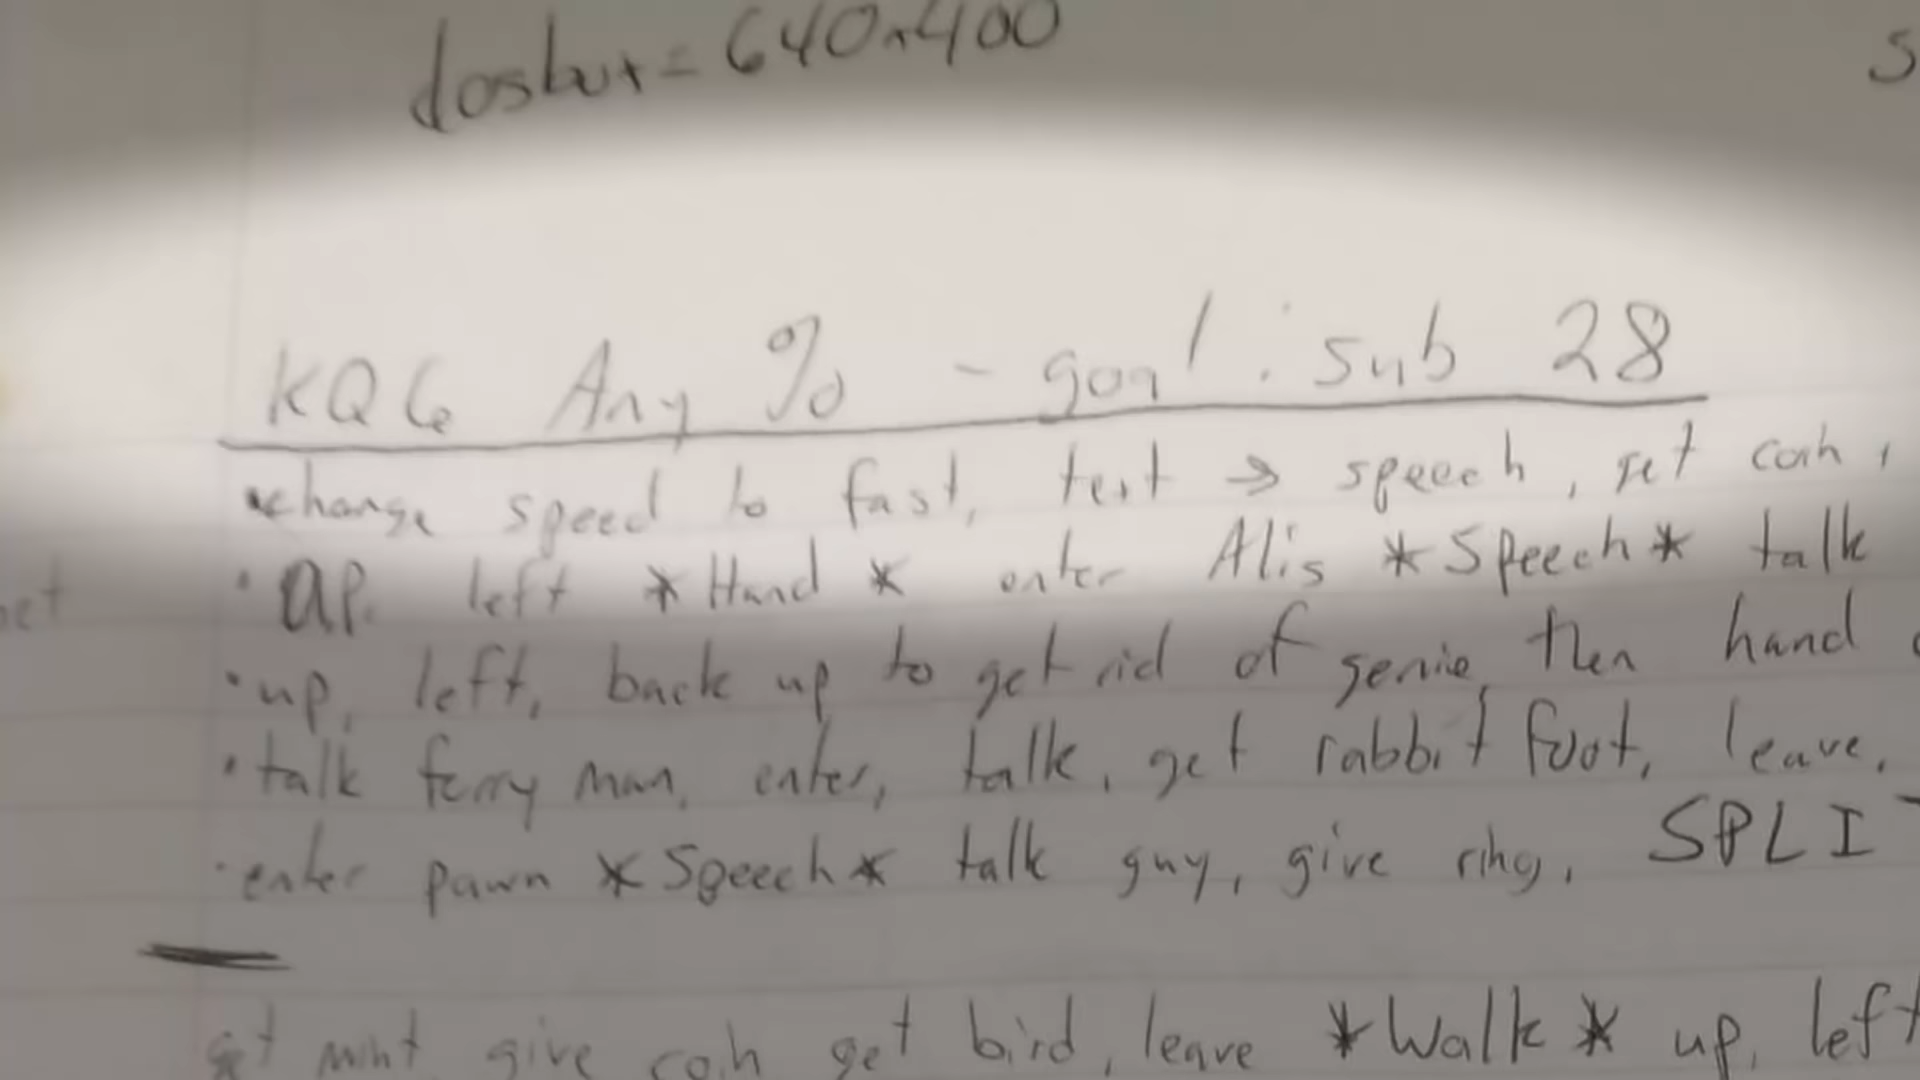 dosbox = 640x400
S
KQ6 Any % - goal : sub 28
change speed to fast, text → speech, get coin,
• up, left *Hand* enter Alis *Speech* talk
• up, left, back up to get rid of genie, then hand
• talk ferry man, enter, talk, get rabbit foot, leave,
• enter pawn *Speech* talk guy, give ring, SPLIT
get mint give coin get bird, leave *Walk* up, left